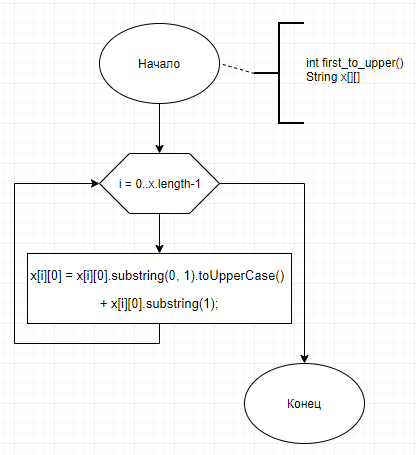 Начало
int first_to_upper()
String x[][]
i = 0..x.length-1
x[i][0] = x[i][0].substring(0, 1).toUpperCase()
+ x[i][0].substring(1);
Конец